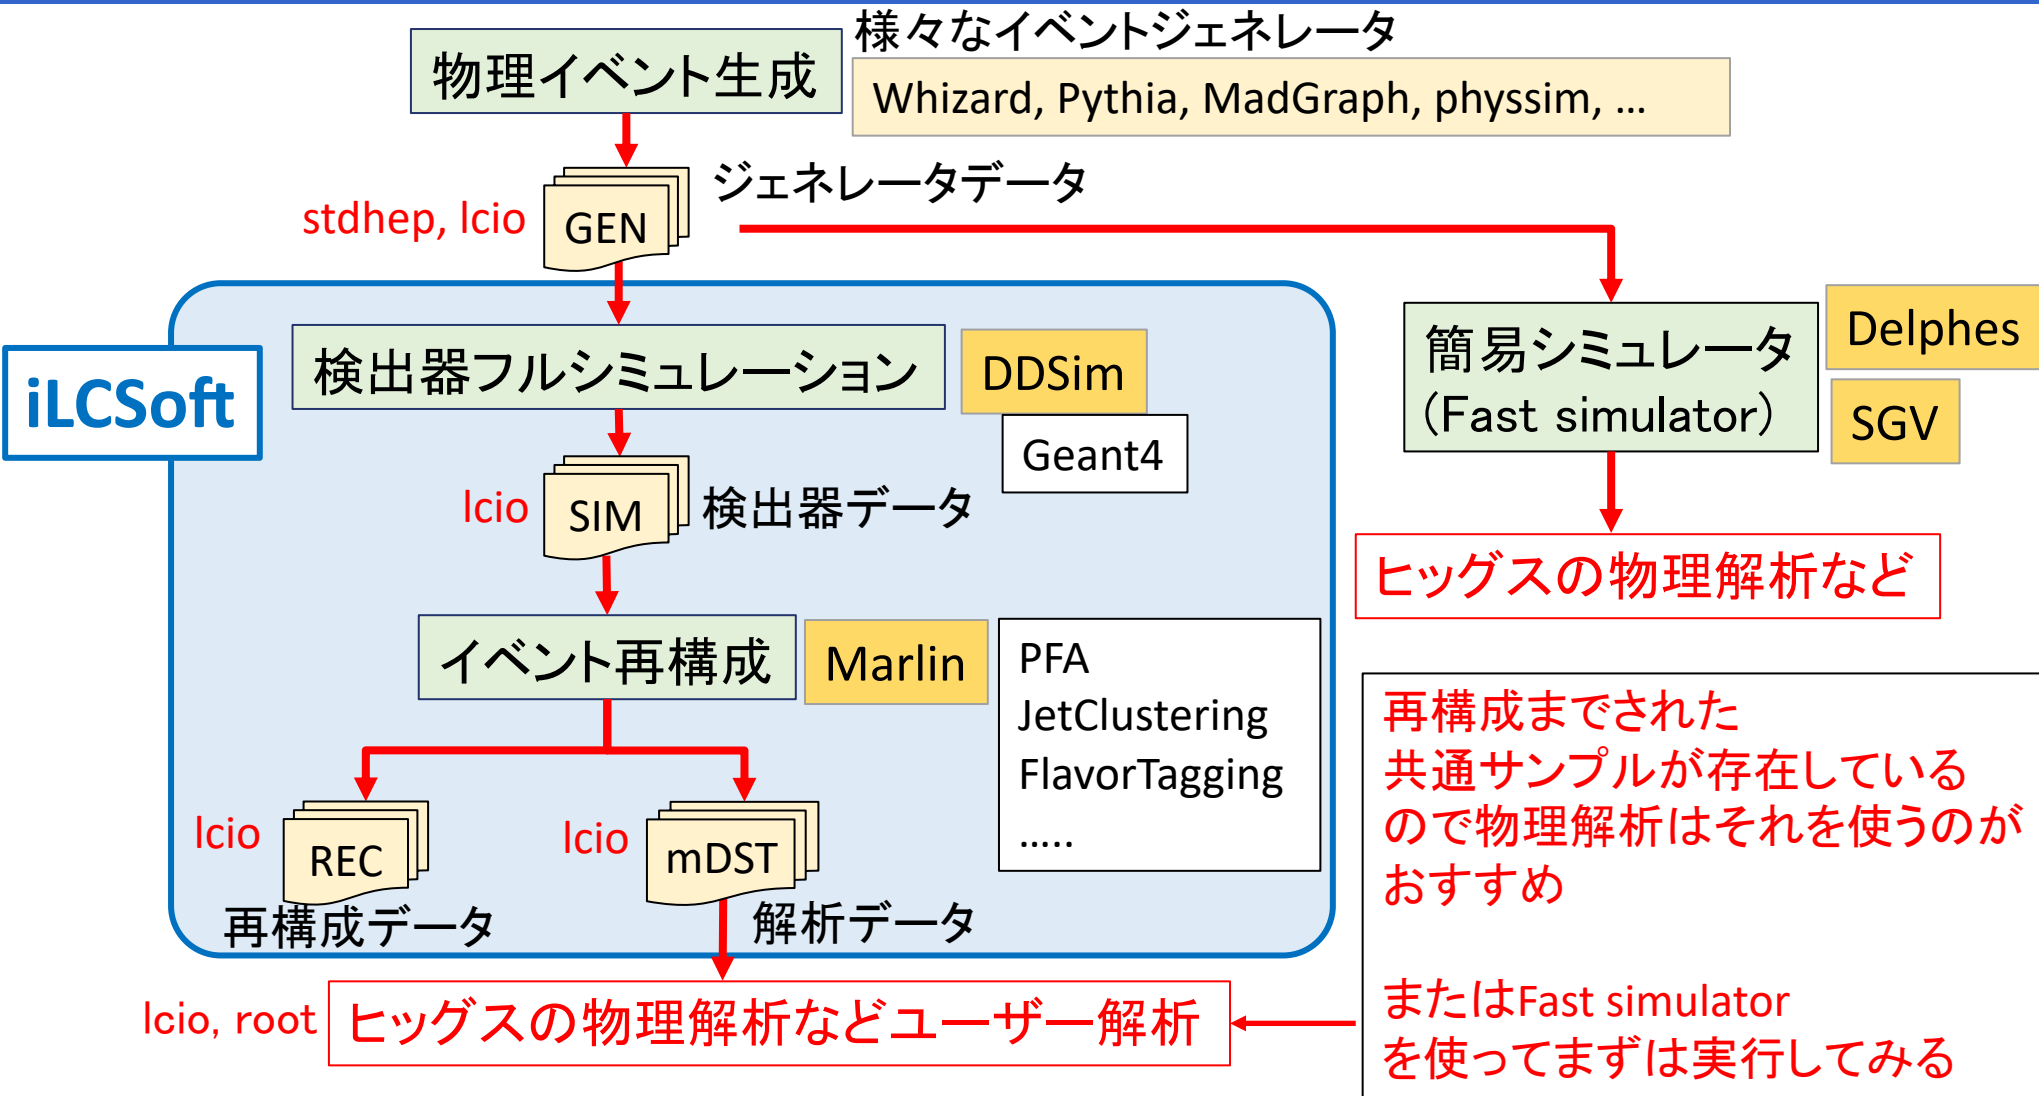 様々なイベントジェネレータ
物理イベント生成
Whizard, Pythia, MadGraph, physsim, ...
ジェネレータデータ
stdhep, lcio
GEN
iLCSoft
検出器フルシミュレーション
DDSim
Geant4
lcio
SIM
検出器データ
イベント再構成
Marlin
PFA
JetClustering
FlavorTagging
.....
lcio
REC
再構成データ
lcio
mDST
解析データ
lcio, root
ヒッグスの物理解析などユーザー解析
簡易シミュレータ
(Fast simulator)
Delphes
SGV
ヒッグスの物理解析など
再構成までされた
共通サンプルが存在している
ので物理解析はそれを使うのが
おすすめ
またはFast simulator
を使ってまずは実行してみる